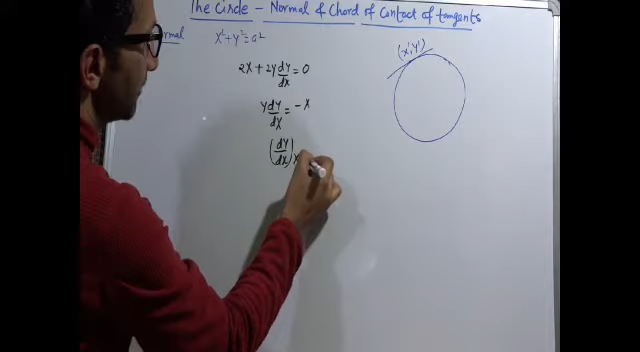 The Circle - Normal & Chord of Contact of tangents
x²+y²=a²
(x',y')
2x + 2y dy/dx = 0
y dy/dx = -x
(dy/dx)x